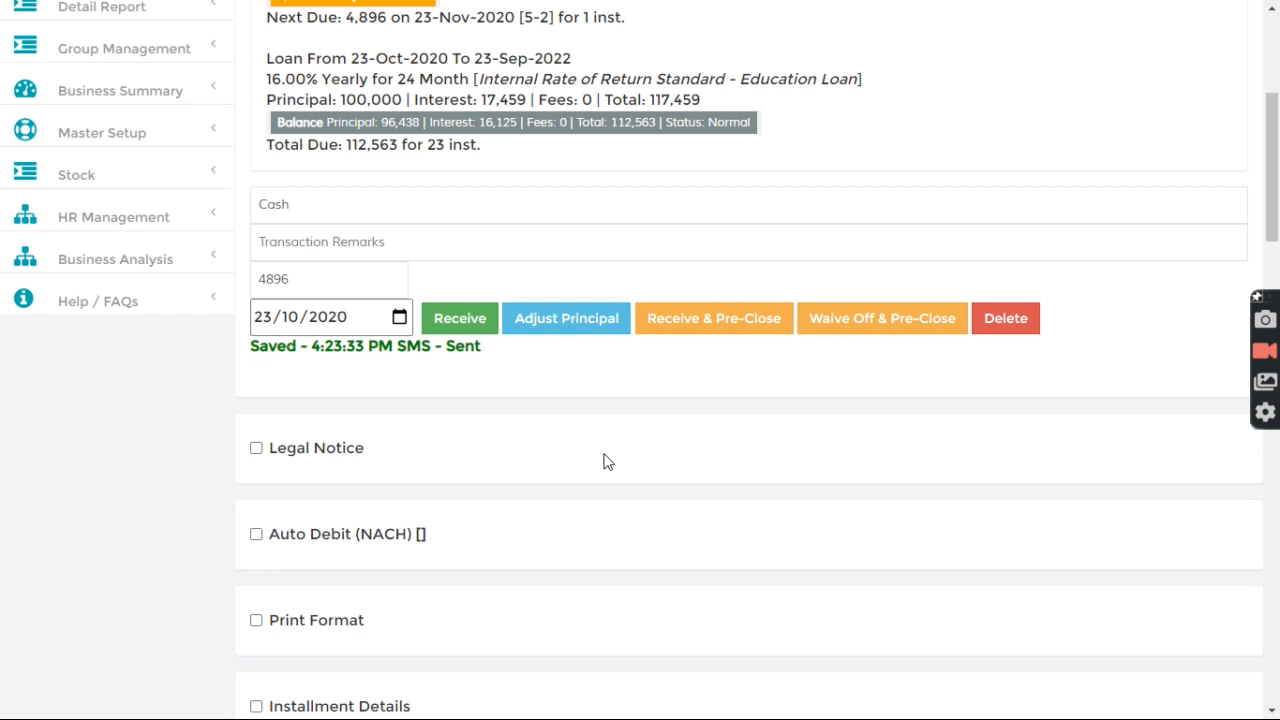 Detail Report
Group Management
Business Summary
Master Setup
Stock
HR Management
Business Analysis
Help / FAQs
Next Due: 4,896 on 23-Nov-2020 [5-2] for 1 inst.
Loan From 23-Oct-2020 To 23-Sep-2022
16.00% Yearly for 24 Month [Internal Rate of Return Standard - Education Loan]
Principal: 100,000 | Interest: 17,459 | Fees: 0 | Total: 117,459
Balance Principal: 96,438 | Interest: 16,125 | Fees: 0 | Total: 112,563 | Status: Normal
Total Due: 112,563 for 23 inst.
Cash
Transaction Remarks
4896
23/10/2020 Receive Adjust Principal Receive & Pre-Close Waive Off & Pre-Close Delete
Saved - 4:23:33 PM SMS - Sent
Legal Notice
Auto Debit (NACH) []
Print Format
Installment Details